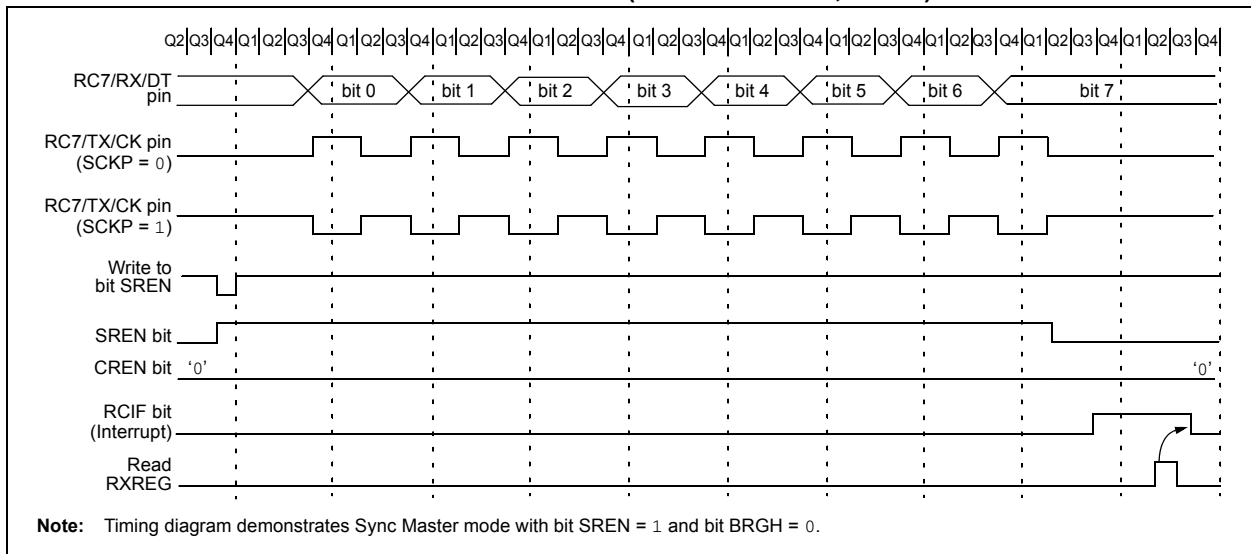 Q2|Q3|Q4|Q1|Q2|Q3|Q4|Q1|Q2|Q3|Q4|Q1|Q2|Q3|Q4|Q1|Q2|Q3|Q4|Q1|Q2|Q3|Q4|Q1|Q2|Q3|Q4|Q1|Q2|Q3|Q4|Q1|Q2|Q3|Q4|Q1|Q2|Q3|Q4|Q1|Q2|Q3|Q4|
RC7/RX/DT
pin
bit 0 bit 1 bit 2 bit 3 bit 4 bit 5 bit 6 bit 7
RC7/TX/CK pin
(SCKP = 0)
RC7/TX/CK pin
(SCKP = 1)
Write to
bit SREN
SREN bit
CREN bit '0' '0'
RCIF bit
(Interrupt)
Read
RXREG
Note: Timing diagram demonstrates Sync Master mode with bit SREN = 1 and bit BRGH = 0.